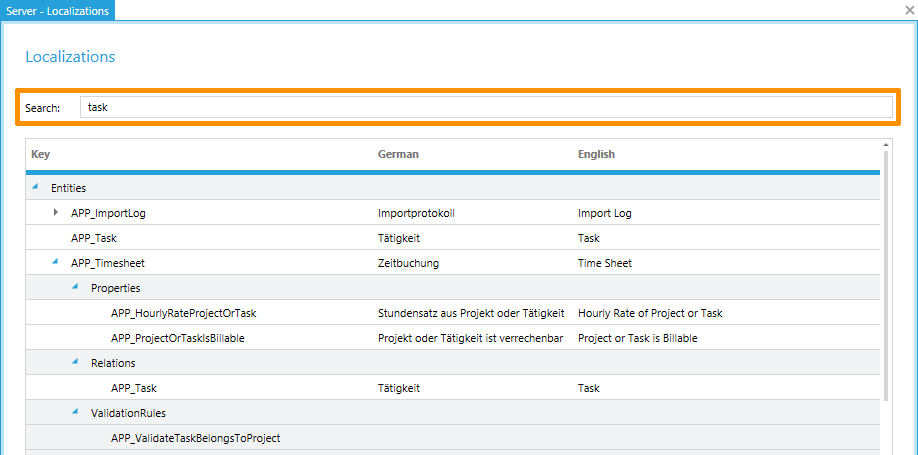 Server - Localizations
Localizations
Search: task
Key German English
Entities
APP_ImportLog Importprotokoll Import Log
APP_Task Tätigkeit Task
APP_Timesheet Zeitbuchung Time Sheet
Properties
APP_HourlyRateProjectOrTask Stundensatz aus Projekt oder Tätigkeit Hourly Rate of Project or Task
APP_ProjectOrTaskIsBillable Projekt oder Tätigkeit ist verrechenbar Project or Task is Billable
Relations
APP_Task Tätigkeit Task
ValidationRules
APP_ValidateTaskBelongsToProject